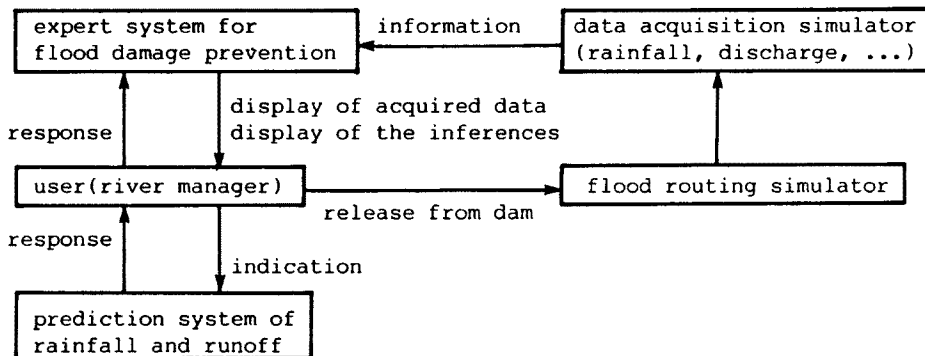 expert system for
flood damage prevention
information
data acquisition simulator
(rainfall, discharge, ...)
response
display of acquired data
display of the inferences
user(river manager)
release from dam
flood routing simulator
response
indication
prediction system of
rainfall and runoff